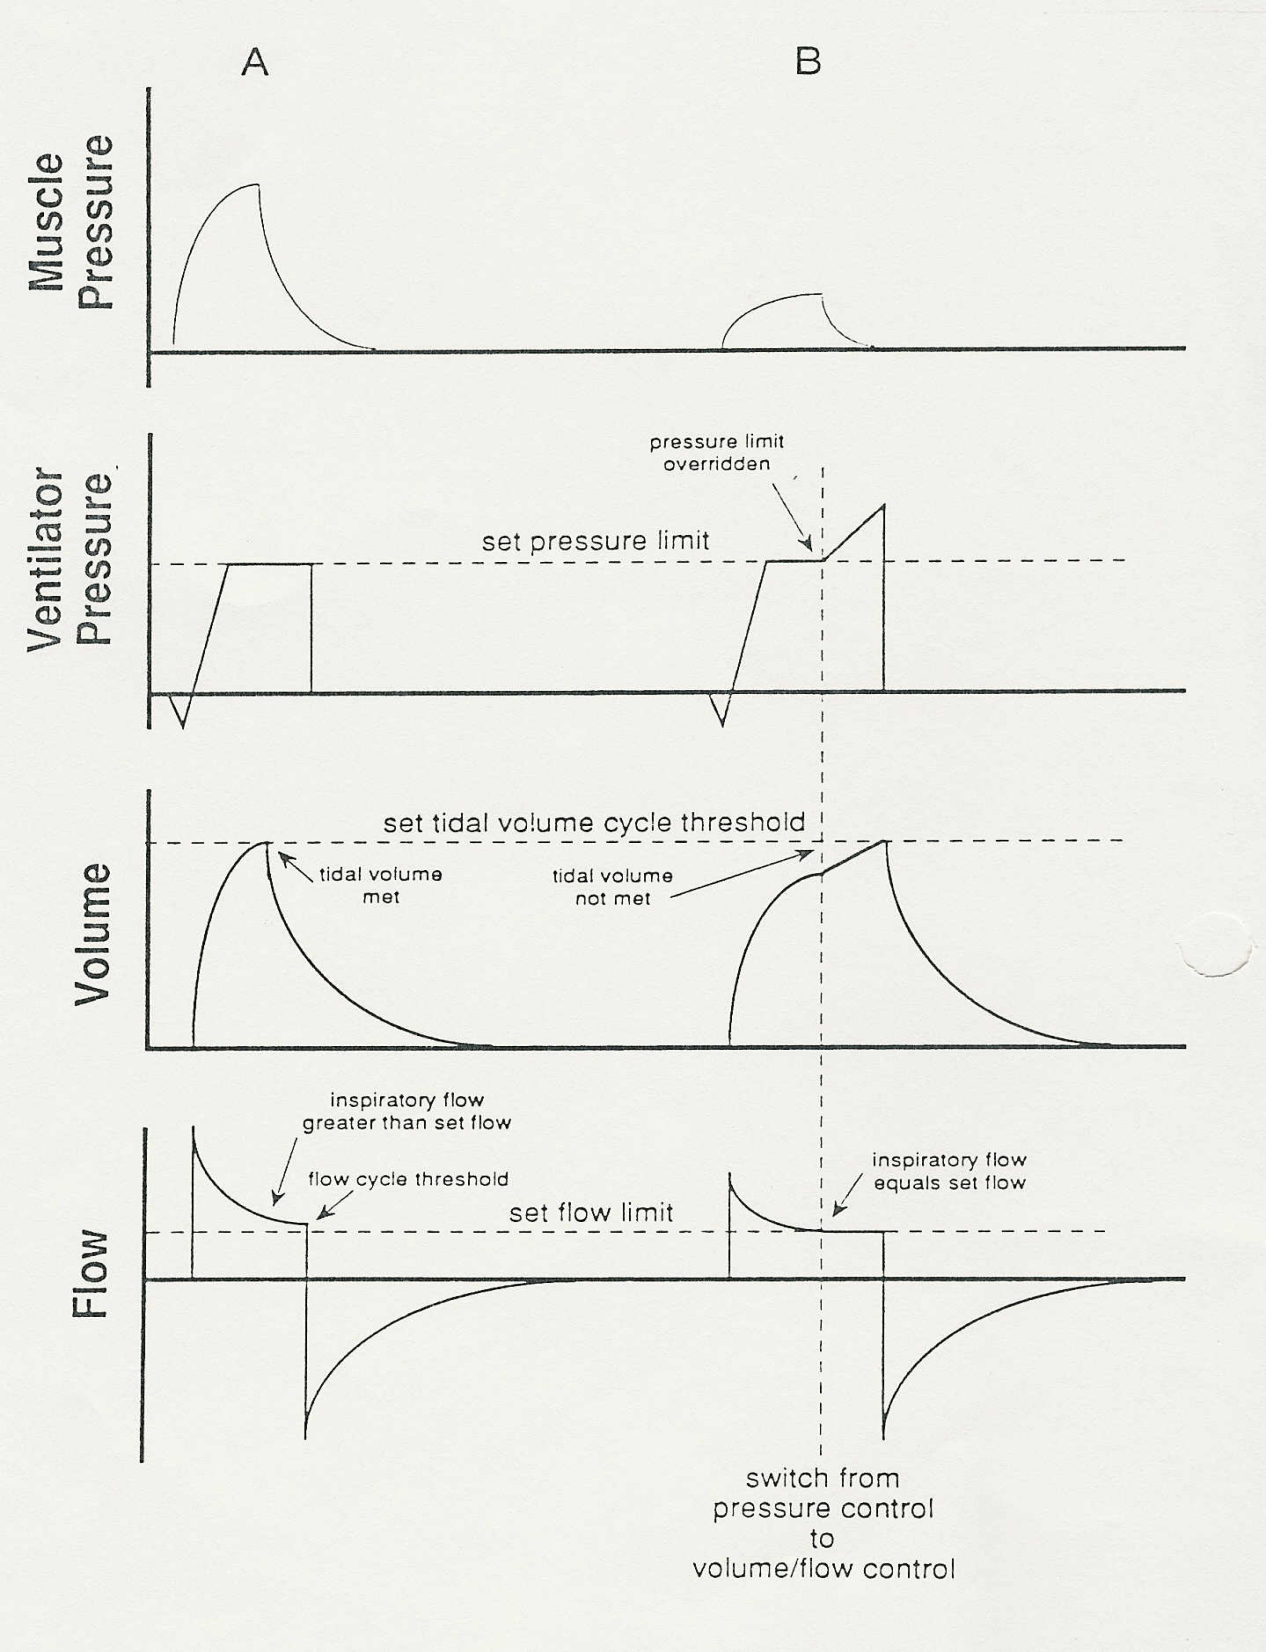 A
B
Muscle
Pressure
pressure limit
overridden
set pressure limit
Ventilator
Pressure
set tidal volume cycle threshold
tidal volume
met
tidal volume
not met
Volume
inspiratory flow
greater than set flow
flow cycle threshold
inspiratory flow
equals set flow
set flow limit
Flow
switch from
pressure control
to
volume/flow control